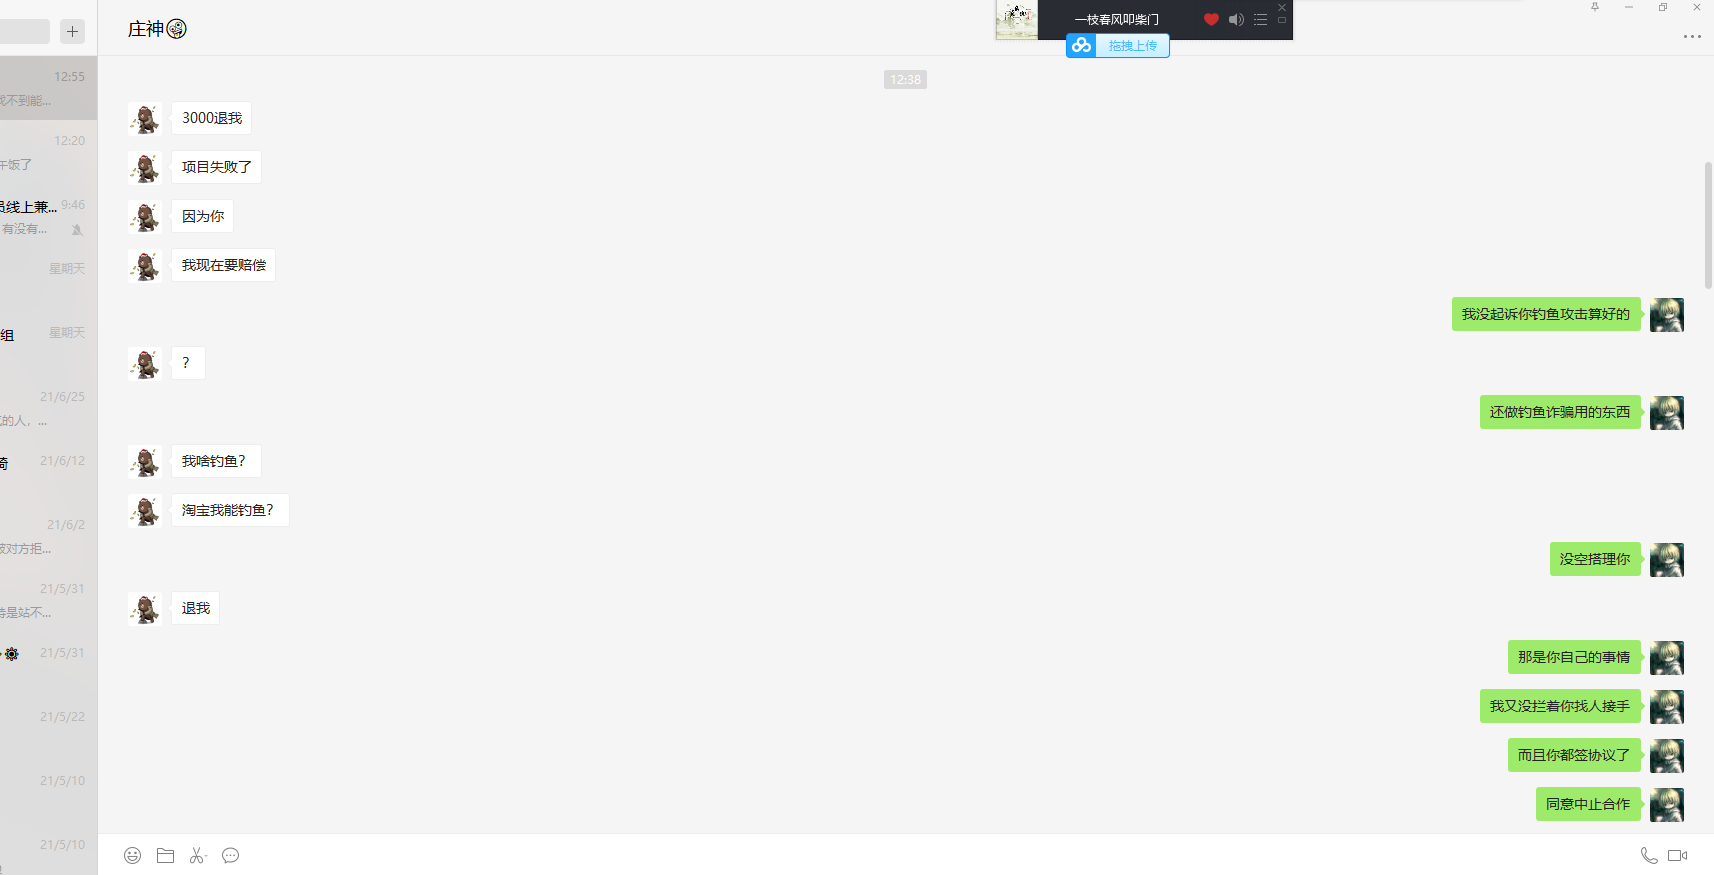 庄神
一枝春风叩柴门
拖拽上传
12:55
找不到能...
12:20
午饭了
员线上兼...
9:46
有没有...
星期天
组
星期天
21/6/25
的人，...
21/6/12
21/6/2
被对方拒...
21/5/31
持是站不...
21/5/31
21/5/22
21/5/10
21/5/10
12:38
3000退我
项目失败了
因为你
我现在要赔偿
我没起诉你钓鱼攻击算好的
？
还做钓鱼诈骗用的东西
我啥钓鱼？
淘宝我能钓鱼？
没空搭理你
退我
那是你自己的事情
我又没拦着你找人接手
而且你都签协议了
同意中止合作